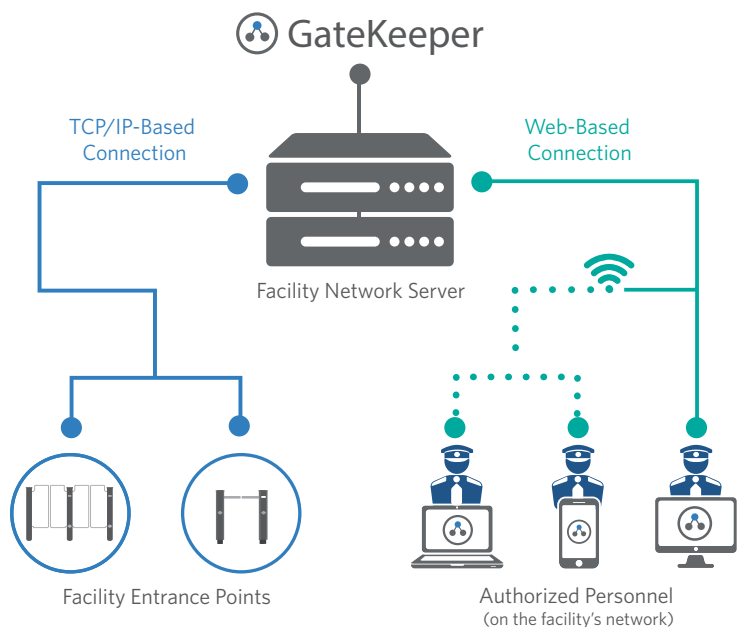 GateKeeper
TCP/IP-Based
Connection
Web-Based
Connection
Facility Network Server
Facility Entrance Points
Authorized Personnel
(on the facility's network)